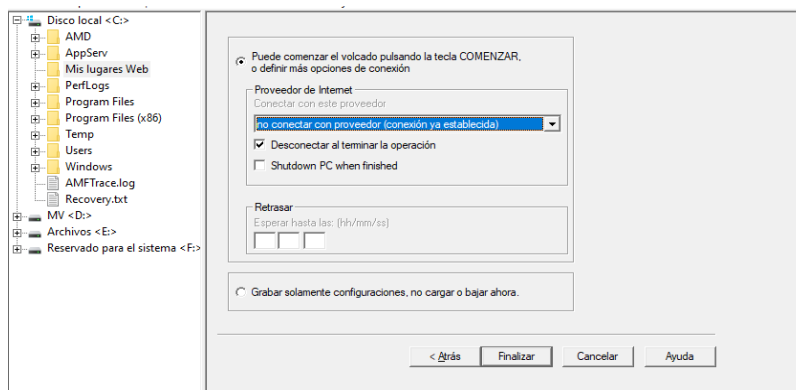 Disco local <C:>
AMD
AppServ
Mis lugares Web
PerfLogs
Program Files
Program Files (x86)
Temp
Users
Windows
AMFTrace.log
Recovery.txt
MV <D:>
Archivos <E:>
Reservado para el sistema <F:>
Puede comenzar el volcado pulsando la tecla COMENZAR,
o definir más opciones de conexión
Proveedor de Internet
Conectar con este proveedor
no conectar con proveedor (conexión ya establecida)
Desconectar al terminar la operación
Shutdown PC when finished
Retrasar
Esperar hasta las: (hh/mm/ss)
Grabar solamente configuraciones, no cargar o bajar ahora.
< Atrás
Finalizar
Cancelar
Ayuda